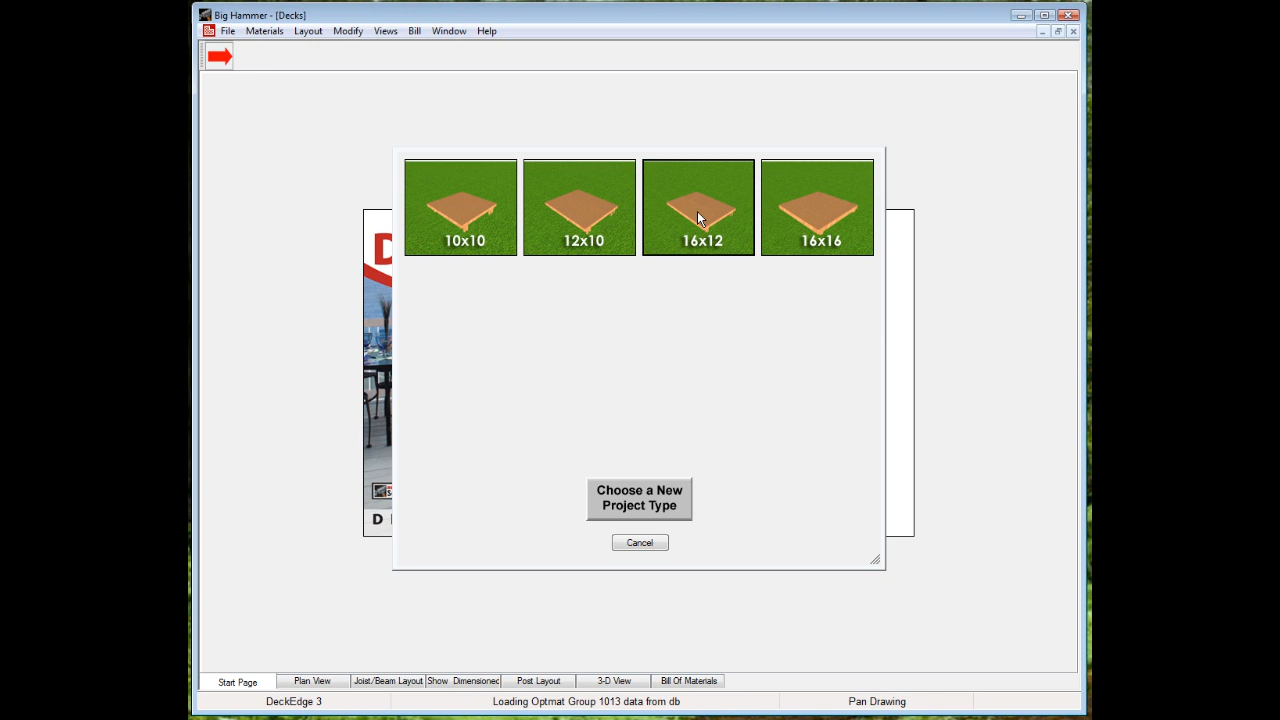 Big Hammer - [Decks]
File Materials Layout Modify Views Bill Window Help
10x10 12x10 16x12 16x16
Choose a New
Project Type
Cancel
Start Page Plan View Joist/Beam Layout Show Dimensioned Post Layout 3-D View Bill Of Materials
DeckEdge 3 Loading Optmat Group 1013 data from db Pan Drawing